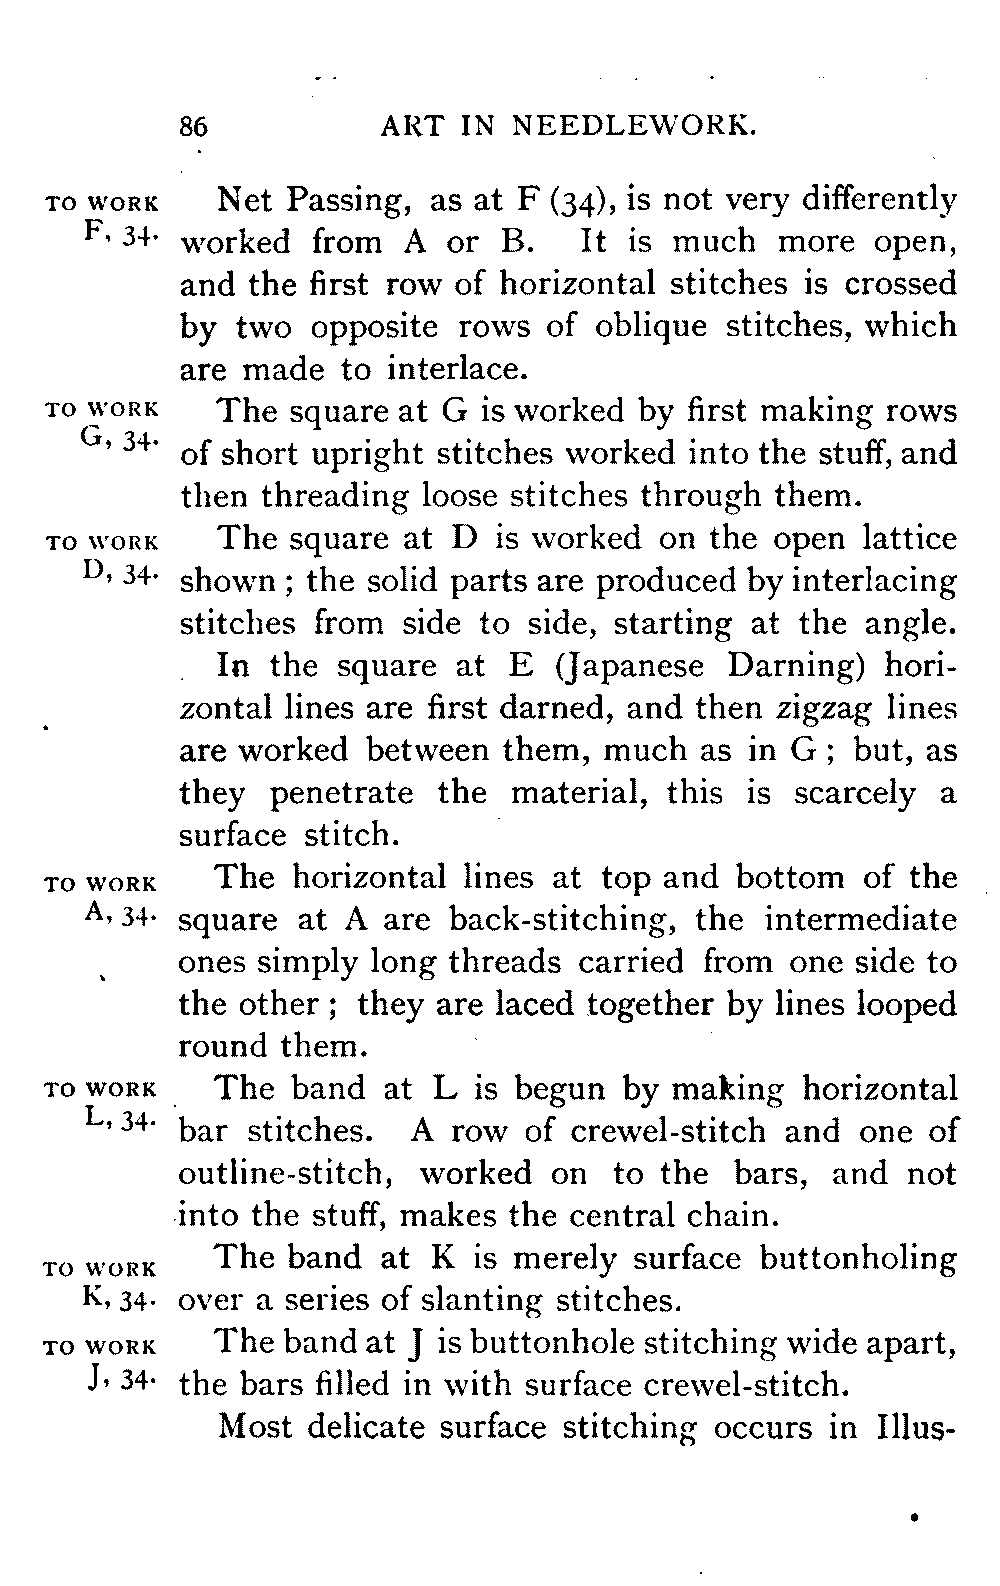 86 ART IN NEEDLEWORK.
TO WORK Net Passing, as at F (34), is not very differently
F, 34. worked from A or B. It is much more open,
and the first row of horizontal stitches is crossed
by two opposite rows of oblique stitches, which
are made to interlace.
TO WORK The square at G is worked by first making rows
G, 34. of short upright stitches worked into the stuff, and
then threading loose stitches through them.
TO WORK The square at D is worked on the open lattice
D, 34. shown ; the solid parts are produced by interlacing
stitches from side to side, starting at the angle.
In the square at E (Japanese Darning) hori-
zontal lines are first darned, and then zigzag lines
are worked between them, much as in G ; but, as
they penetrate the material, this is scarcely a
surface stitch.
TO WORK The horizontal lines at top and bottom of the
A, 34. square at A are back-stitching, the intermediate
ones simply long threads carried from one side to
the other ; they are laced together by lines looped
round them.
TO WORK The band at L is begun by making horizontal
L, 34. bar stitches. A row of crewel-stitch and one of
outline-stitch, worked on to the bars, and not
into the stuff, makes the central chain.
TO WORK The band at K is merely surface buttonholing
K, 34. over a series of slanting stitches.
TO WORK The band at J is buttonhole stitching wide apart,
J, 34. the bars filled in with surface crewel-stitch.
Most delicate surface stitching occurs in Illus-